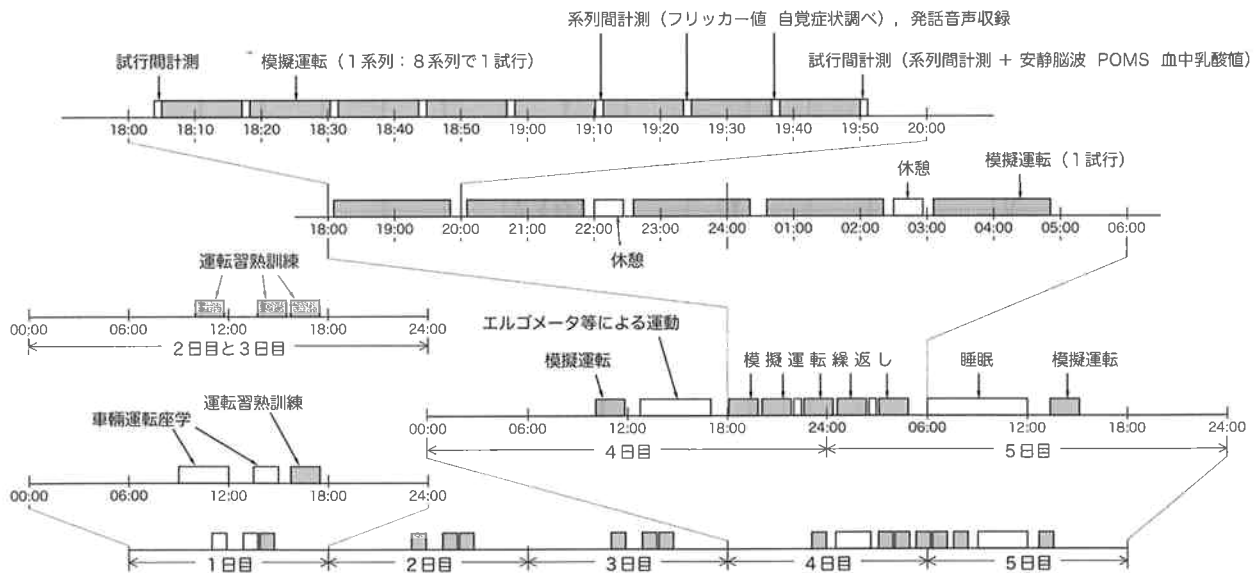 系列間計測（フリッカー値 自覚症状調べ）, 発話音声収録
試行間計測
模擬運転（1系列：8系列で1試行）
試行間計測（系列間計測 + 安静脳波 POMS 血中乳酸値）
18:00 18:10 18:20 18:30 18:40 18:50 19:00 19:10 19:20 19:30 19:40 19:50 20:00
休憩
模擬運転（1試行）
18:00 19:00 20:00 21:00 22:00 23:00 24:00 01:00 02:00 03:00 04:00 05:00 06:00
休憩
運転習熟訓練
00:00 06:00 12:00 18:00 24:00
2日目と3日目
エルゴメータ等による運動
模擬運転
模擬運転繰返し
睡眠
模擬運転
00:00 06:00 12:00 18:00 24:00 06:00 12:00 18:00 24:00
4日目
5日目
車輛運転座学
運転習熟訓練
00:00 06:00 12:00 18:00 24:00
1日目
2日目
3日目
4日目
5日目